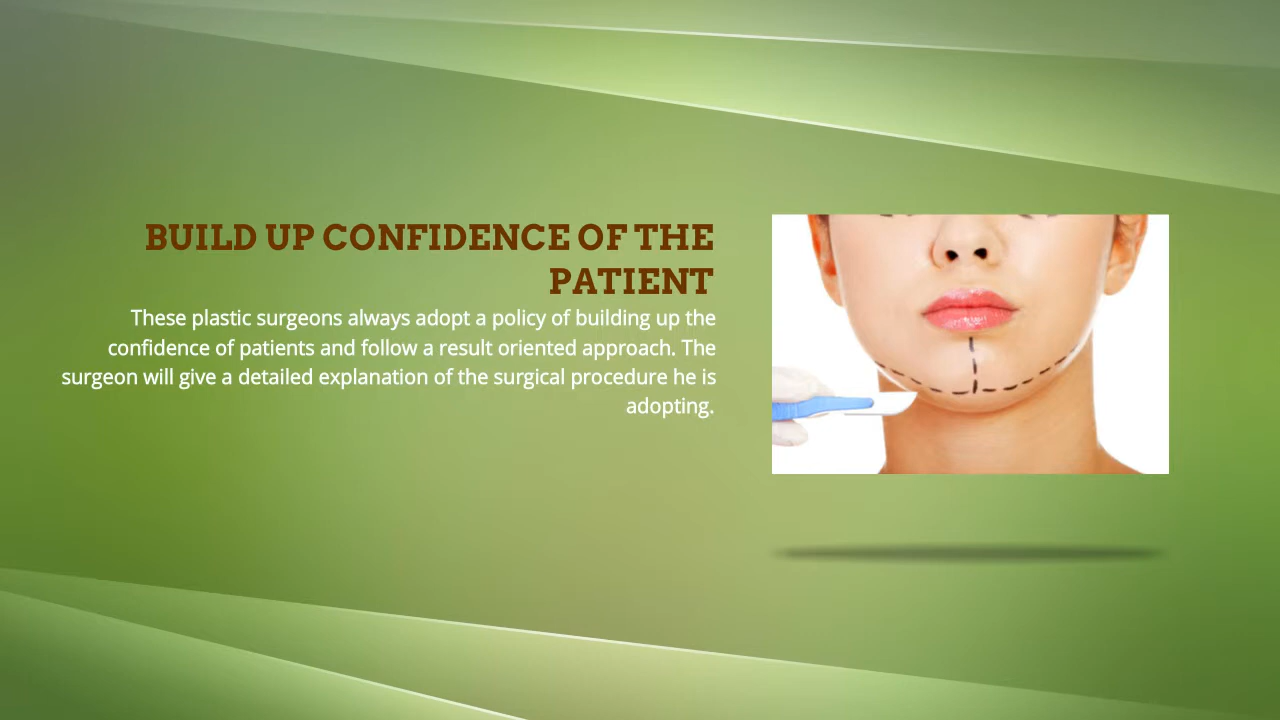 BUILD UP CONFIDENCE OF THE
PATIENT
These plastic surgeons always adopt a policy of building up the
confidence of patients and follow a result oriented approach. The
surgeon will give a detailed explanation of the surgical procedure he is
adopting.